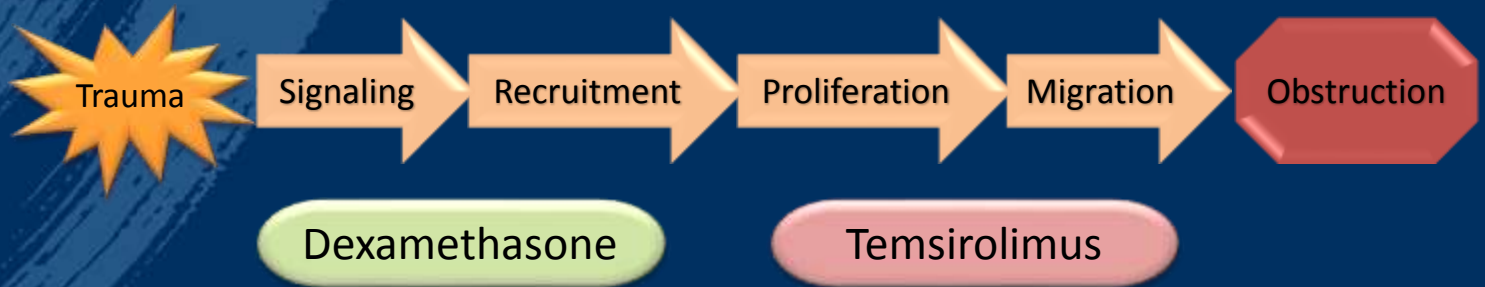 Trauma
Signaling
Recruitment
Proliferation
Migration
Obstruction
Dexamethasone
Temsirolimus